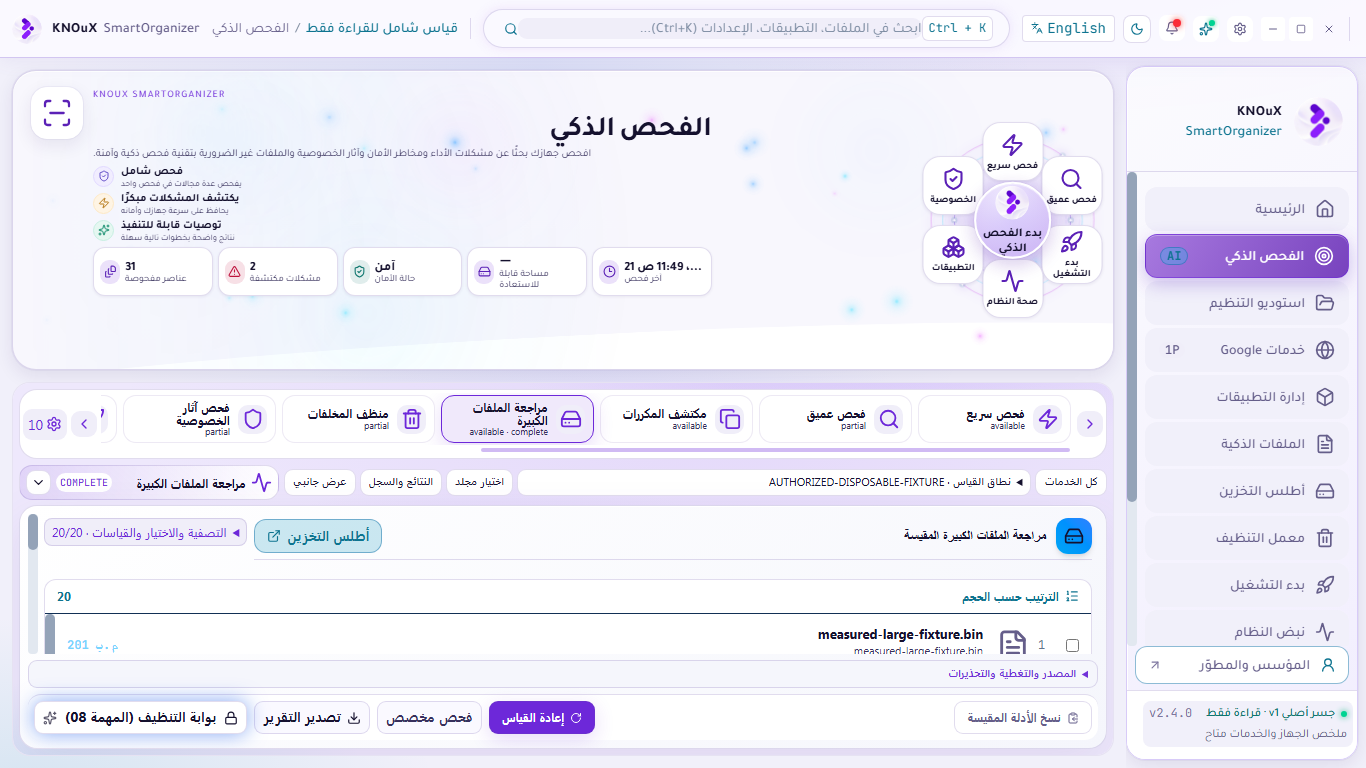 KNOuX SmartOrganizer
الفحص الذكي / قياس شامل للقراءة فقط
ابحث في الملفات، التطبيقات، الإعدادات (Ctrl+K)...
Ctrl + K
English
KNOuX
SmartOrganizer
الرئيسية
الفحص الذكي
AI
استوديو التنظيم
خدمات Google
1P
إدارة التطبيقات
الملفات الذكية
أطلس التخزين
معمل التنظيف
بدء التشغيل
نبض النظام
المؤسس والمطوّر
جسر أصلي v1 · قراءة فقط
v2.4.0
ملخص الجهاز والخدمات متاح
KNOUX SMARTORGANIZER
الفحص الذكي
افحص جهازك بحثًا عن مشكلات الأداء ومخاطر الأمان وآثار الخصوصية والملفات غير الضرورية بتقنية فحص ذكية وآمنة.
فحص شامل
يفحص عدة مجالات في فحص واحد
يكتشف المشكلات مبكرًا
يحافظ على سرعة جهازك وأمانه
توصيات قابلة للتنفيذ
نتائج واضحة بخطوات تالية سهلة
21 ص 11:49 ،...
آخر فحص
—
مساحة قابلة للاستعادة
آمن
حالة الأمان
2
مشكلات مكتشفة
31
عناصر مفحوصة
فحص سريع
فحص عميق
الخصوصية
بدء الفحص الذكي
بدء التشغيل
التطبيقات
صحة النظام
فحص سريع
available
فحص عميق
partial
مكتشف المكررات
available
مراجعة الملفات الكبيرة
available · complete
منظف المخلفات
partial
فحص آثار الخصوصية
partial
10
كل الخدمات
نطاق القياس · AUTHORIZED-DISPOSABLE-FIXTURE
اختيار مجلد
النتائج والسجل
عرض جانبي
مراجعة الملفات الكبيرة
COMPLETE
مراجعة الملفات الكبيرة المقيسة
أطلس التخزين
التصفية والاختيار والقياسات · 20/20
الترتيب حسب الحجم
20
1
measured-large-fixture.bin
measured-large-fixture.bin
201 م.ب
المصدر والتغطية والتحذيرات
نسخ الأدلة المقيسة
إعادة القياس
فحص مخصص
تصدير التقرير
بوابة التنظيف (المهمة 08)